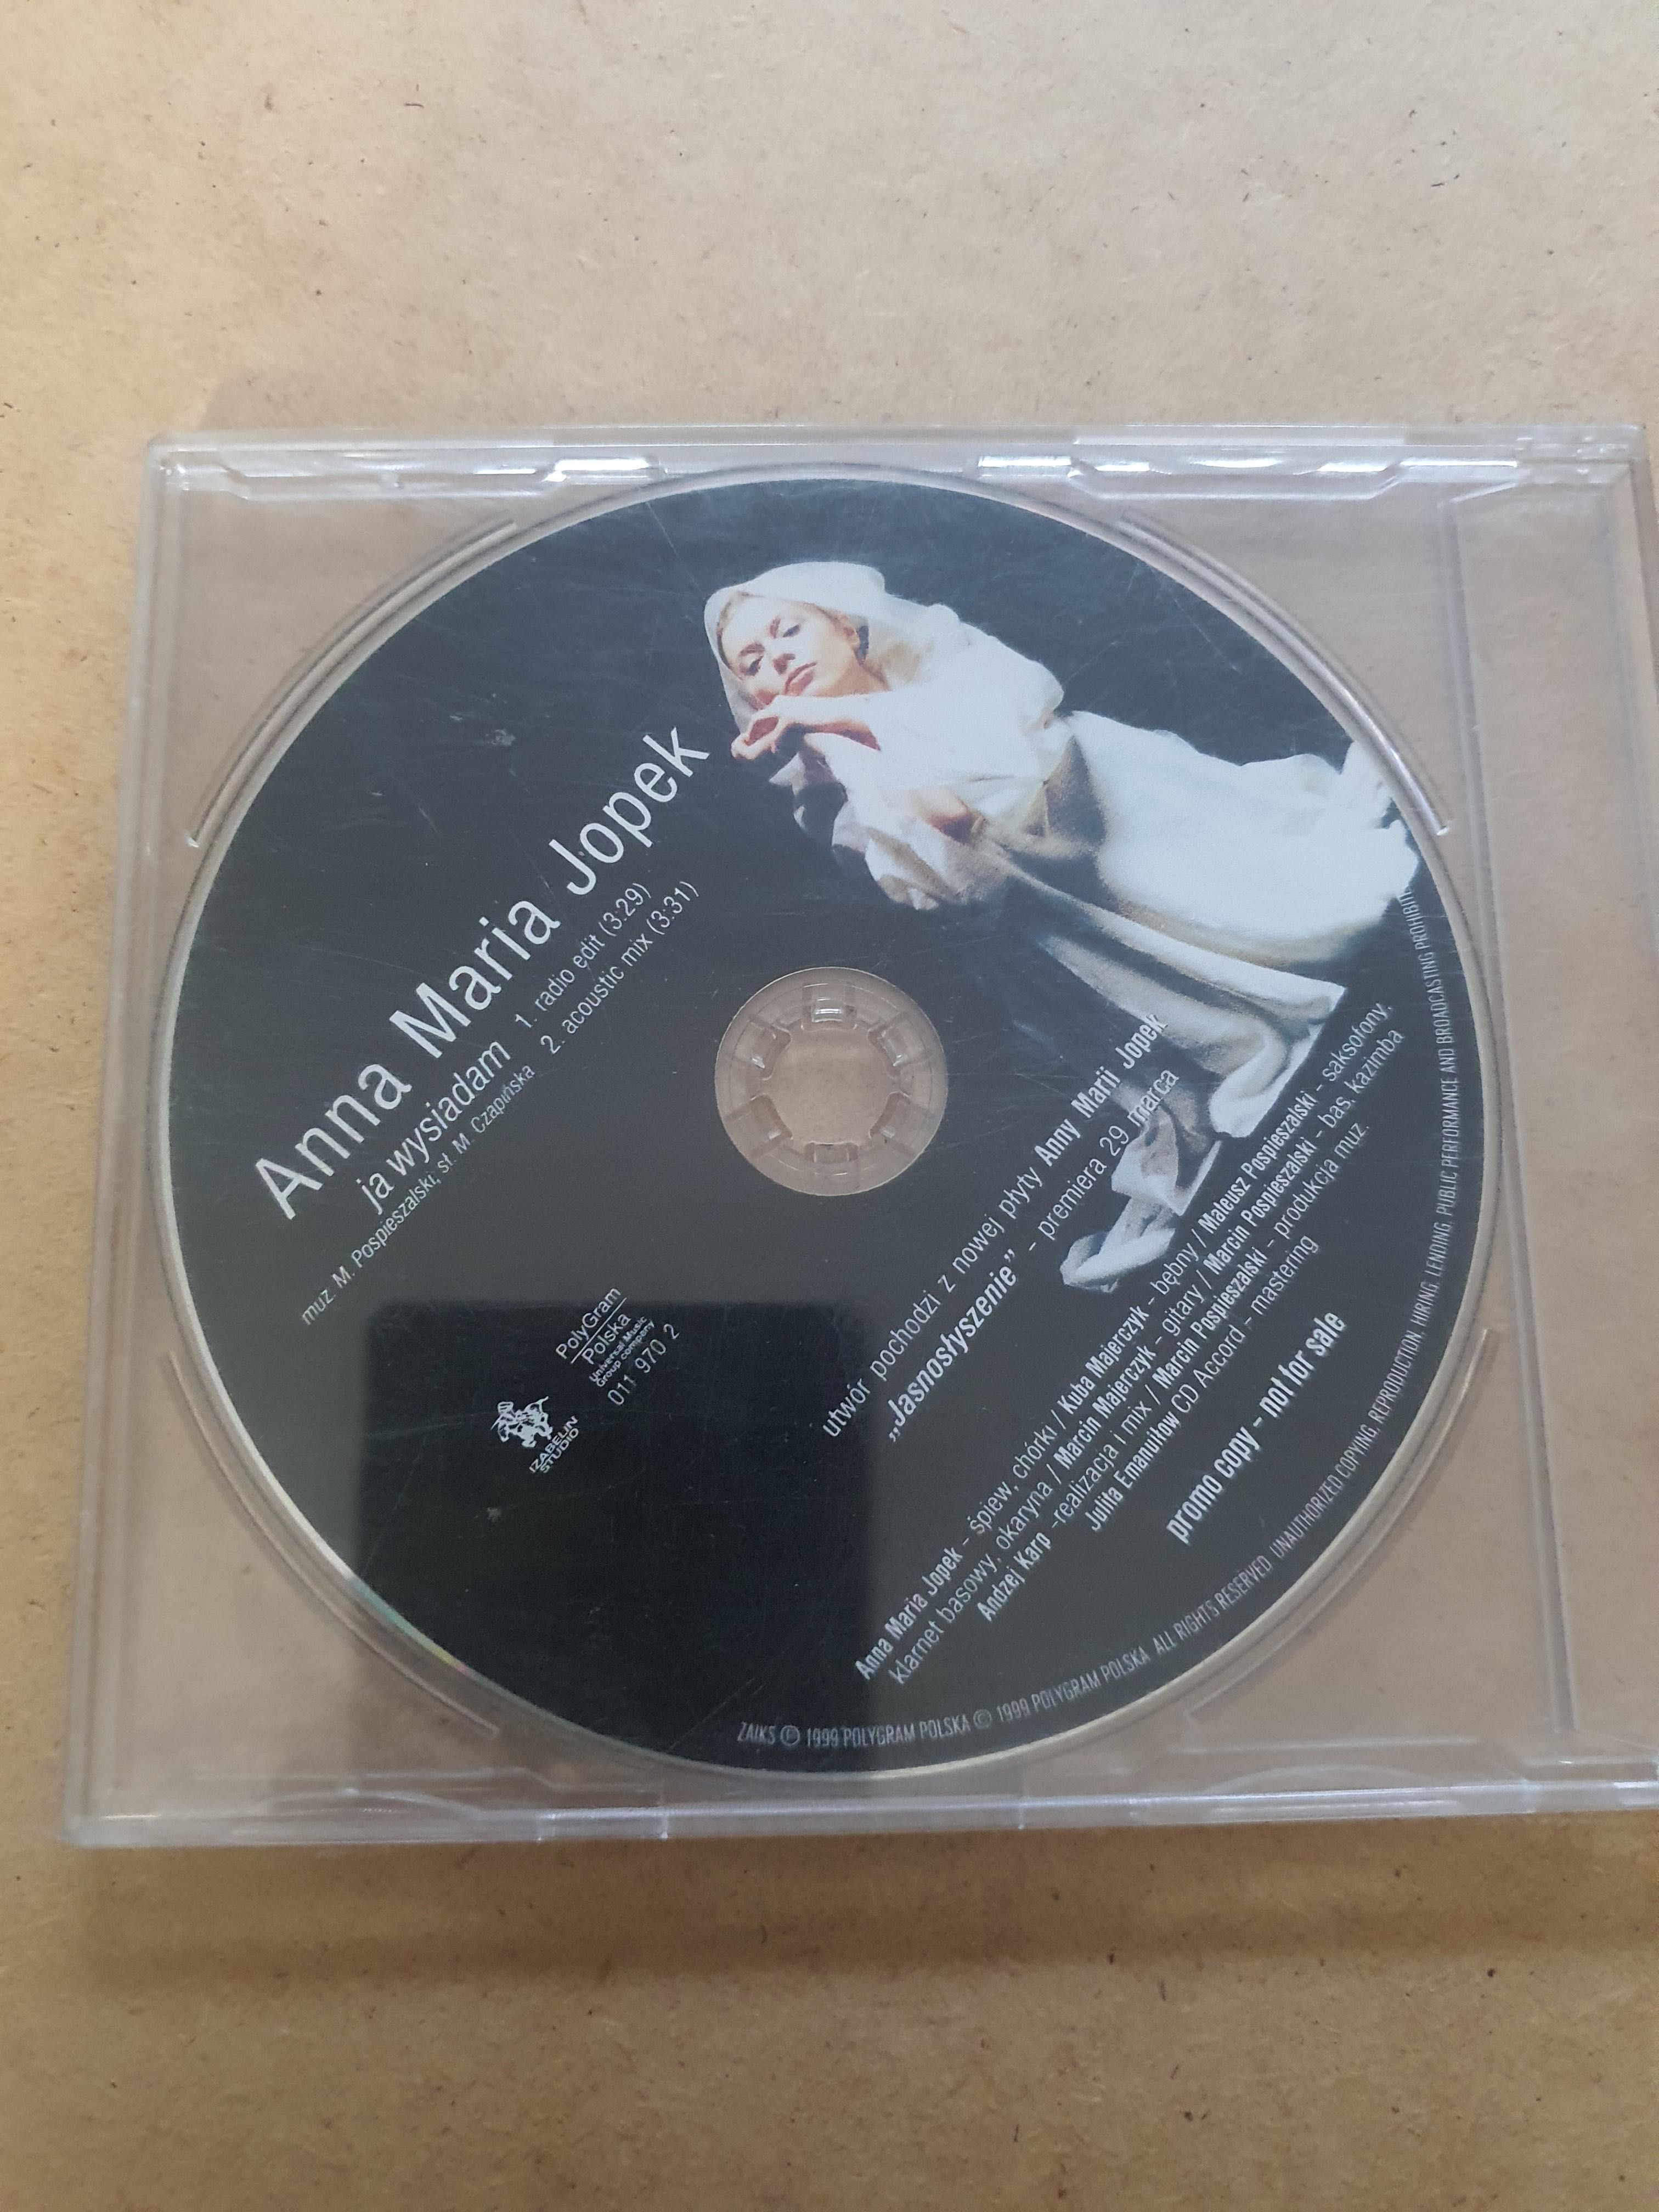 Anna Maria Jopek
ja wysiadam
1. radio edit (3:29)
2. acoustic mix (3:31)
muz. M. Pospieszalski, sł. M. Czapińska
PolyGram
Polska
Universal Music
Group company
011 970 2
IZABELIN
STUDIO
utwór pochodzi z nowej płyty Anny Marii Jopek
„Jasnosłyszenie” – premiera 29 marca
Anna Maria Jopek – śpiew, chórki / Kuba Majerczyk – bębny / Mateusz Pospieszalski – saksofony,
klarnet basowy, okaryna / Marcin Majerczyk – gitary / Marcin Pospieszalski – bas, kazimba
Andzej Karp –realizacja i mix / Marcin Pospieszalski – produkcja muz.
Julita Emanuiłow CD Accord – mastering
promo copy – not for sale
ZAIKS ℗ 1999 POLYGRAM POLSKA © 1999 POLYGRAM POLSKA ALL RIGHTS RESERVED UNAUTHORIZED COPYING, REPRODUCTION, HIRING, LENDING, PUBLIC PERFORMANCE AND BROADCASTING